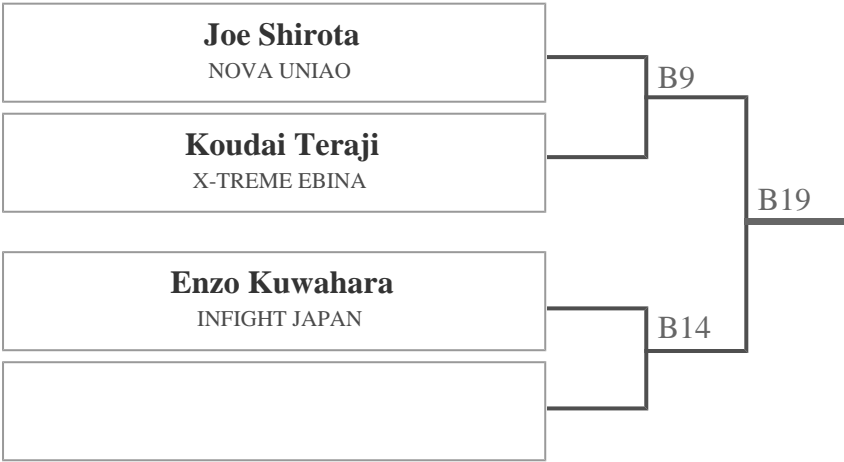 Joe Shirota
NOVA UNIAO
B9
Koudai Teraji
X-TREME EBINA
B19
Enzo Kuwahara
INFIGHT JAPAN
B14